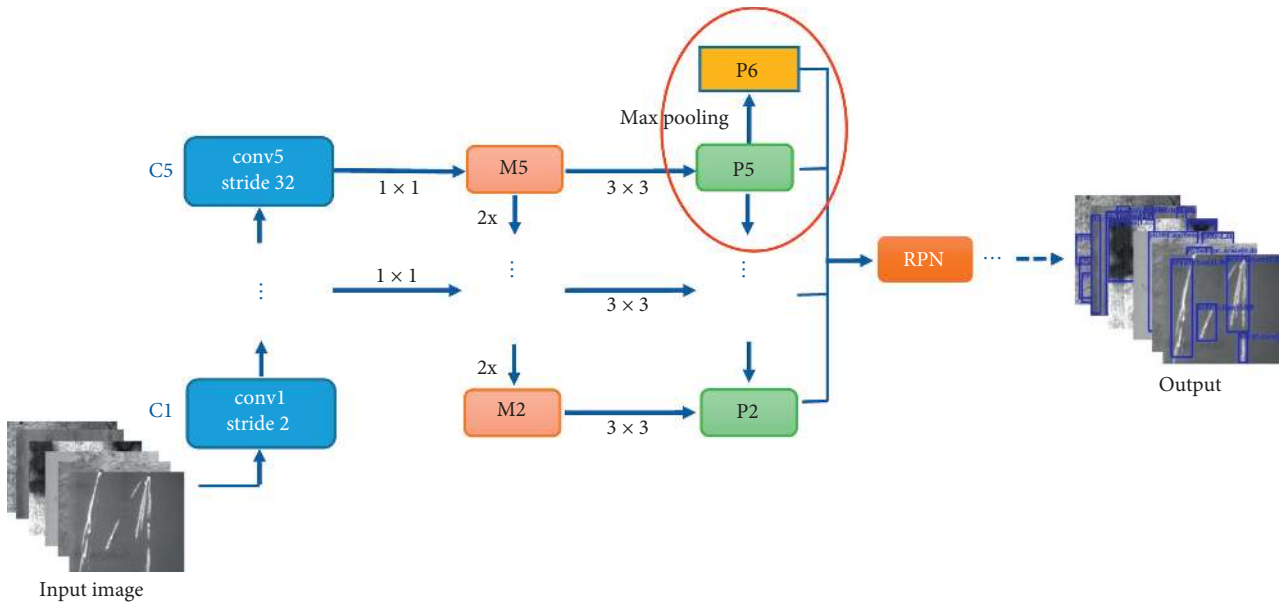 P6
Max pooling
C5
conv5
stride 32
1 × 1
M5
3 × 3
P5
2x
...
1 × 1
...
3 × 3
...
RPN
...
2x
C1
conv1
stride 2
M2
3 × 3
P2
Output
Input image